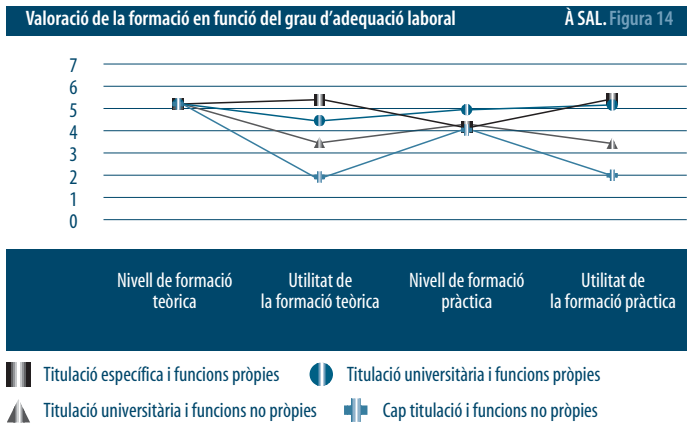 Valoració de la formació en funció del grau d'adequació laboral À SAL. Figura 14
7
6
5
4
3
2
1
0
Nivell de formació teòrica
Utilitat de la formació teòrica
Nivell de formació pràctica
Utilitat de la formació pràctica
Titulació específica i funcions pròpies
Titulació universitària i funcions pròpies
Titulació universitària i funcions no pròpies
Cap titulació i funcions no pròpies